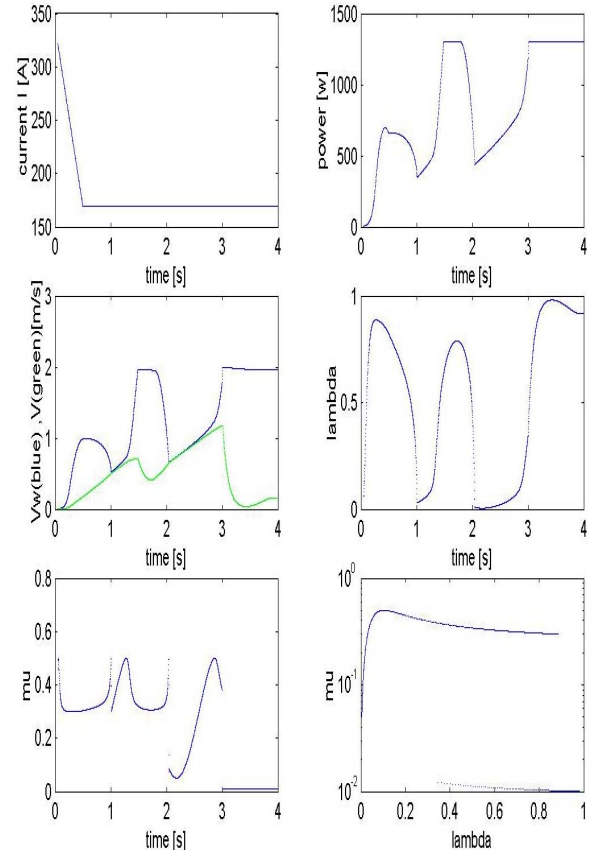 350
300
250
200
150
current I [A]
0 1 2 3 4
time [s]
1500
1000
500
0
power [w]
0 1 2 3 4
time [s]
3
2
1
0
Vw(blue) ,V(green)[m/s]
0 1 2 3 4
time [s]
1
0.5
0
lambda
0 1 2 3 4
time [s]
0.8
0.6
0.4
0.2
0
mu
0 1 2 3 4
time [s]
10^0
10^-1
10^-2
mu
0 0.2 0.4 0.6 0.8 1
lambda